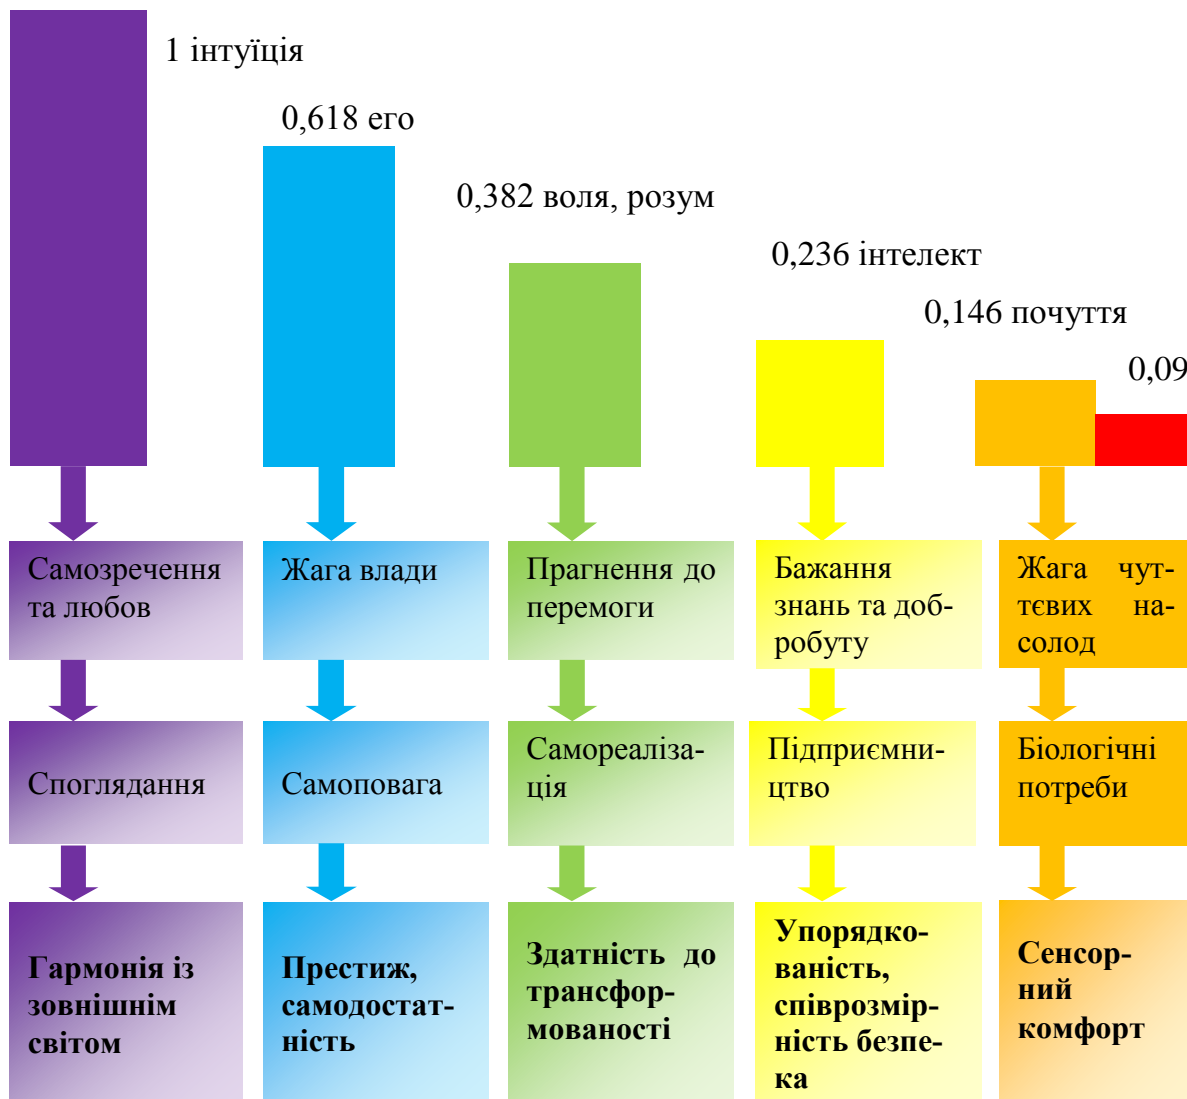 1 інтуїція
0,618 его
0,382 воля, розум
0,236 інтелект
0,146 почуття
0,09
Самозречення
та любов
Жага влади
Прагнення до
перемоги
Бажання
знань та доб-
робуту
Жага чут-
тєвих на-
солод
Споглядання
Самоповага
Самореаліза-
ція
Підприємни-
цтво
Біологічні
потреби
Гармонія із
зовнішнім
світом
Престиж,
самодостат-
ність
Здатність до
трансфор-
мованості
Упорядко-
ваність,
співрозмір-
ність безпе-
ка
Сенсор-
ний
комфорт